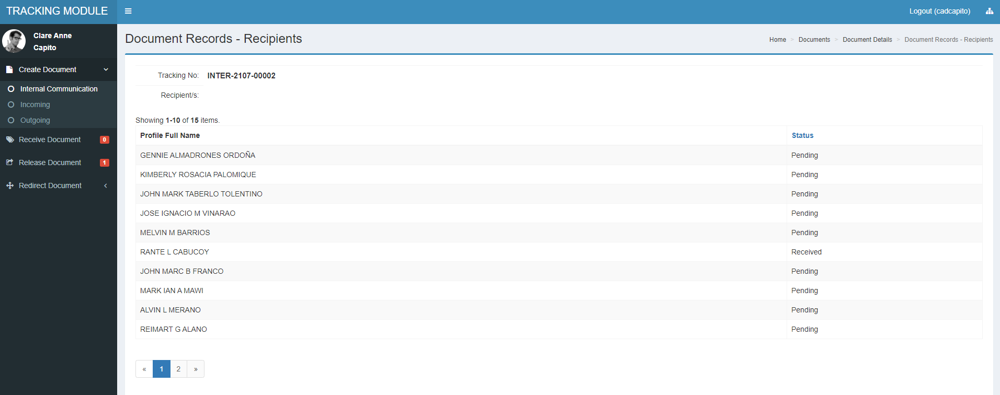 TRACKING MODULE
Logout (cadcapito)
Clare Anne
Capito
Create Document
Internal Communication
Incoming
Outgoing
Receive Document 0
Release Document 1
Redirect Document
Document Records - Recipients
Home > Documents > Document Details > Document Records - Recipients
Tracking No: INTER-2107-00002
Recipient/s:
Showing 1-10 of 15 items.
Profile Full Name Status
GENNIE ALMADRONES ORDOÑA Pending
KIMBERLY ROSACIA PALOMIQUE Pending
JOHN MARK TABERLO TOLENTINO Pending
JOSE IGNACIO M VINARAO Pending
MELVIN M BARRIOS Pending
RANTE L CABUCOY Received
JOHN MARC B FRANCO Pending
MARK IAN A MAWI Pending
ALVIN L MERANO Pending
REIMART G ALANO Pending
« 1 2 »